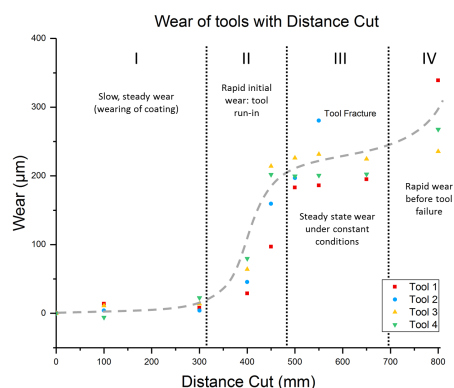 Wear of tools with Distance Cut
400
300
200
100
0
Wear (µm)
I
II
III
IV
Slow, steady wear
(wearing of coating)
Rapid initial
wear: tool
run-in
Tool Fracture
Steady state wear
under constant
conditions
Rapid wear
before tool
failure
Tool 1
Tool 2
Tool 3
Tool 4
0 100 200 300 400 500 600 700 800
Distance Cut (mm)